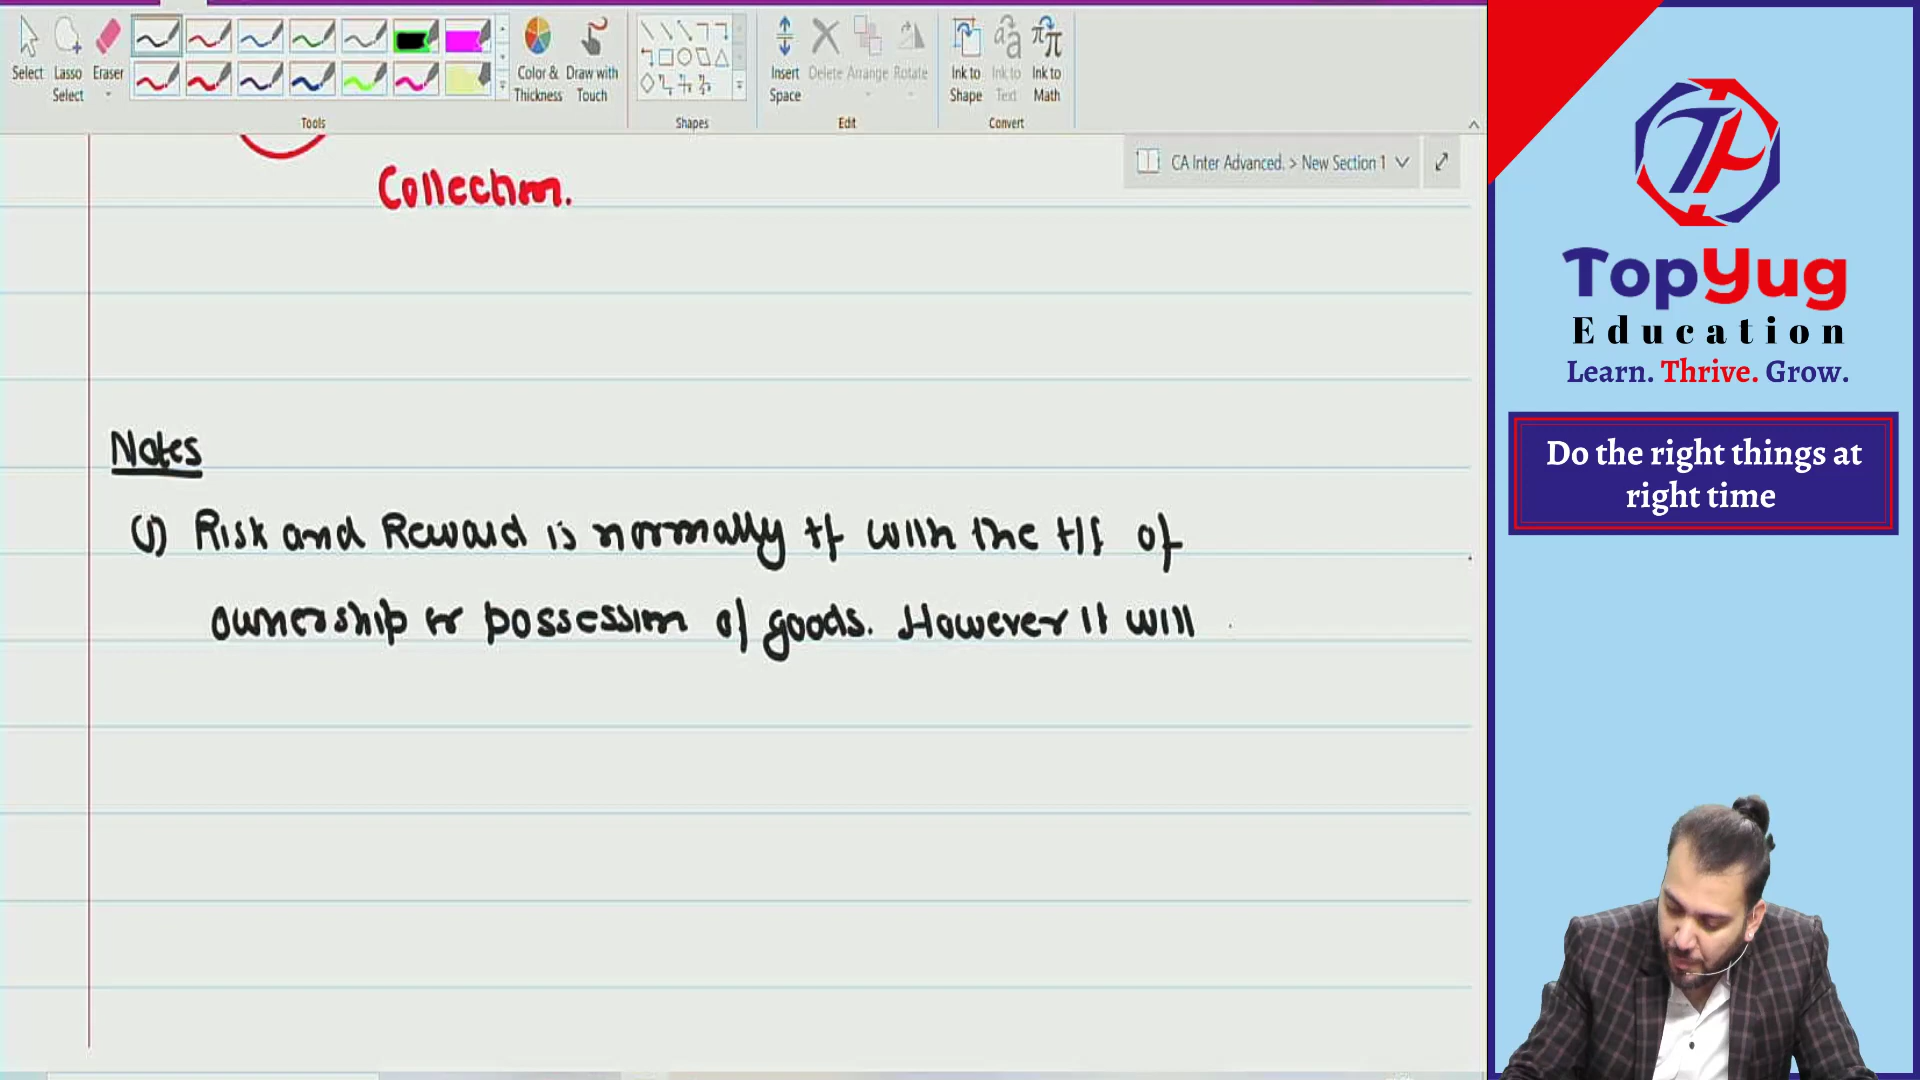 Select
Lasso Select
Eraser
Color & Thickness
Draw with Touch
Insert Space
Delete
Arrange
Rotate
Ink to Shape
Ink to Text
Ink to Math
Tools
Shapes
Edit
Convert
CA Inter Advanced. > New Section 1
Collection.
Notes
(1) Risk and Reward is normally tf with the t/f of
ownership or possession of goods. However it will
TopYug
Education
Learn. Thrive. Grow.
Do the right things at
right time